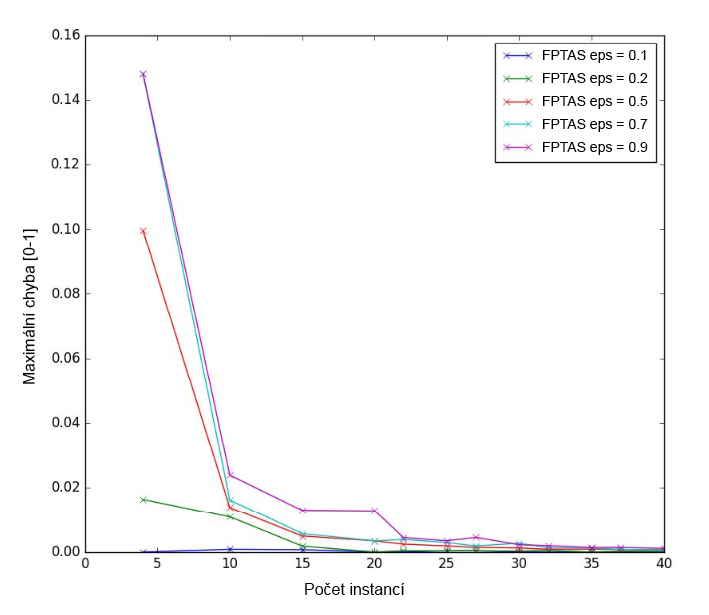 0.16
0.14
0.12
0.10
0.08
0.06
0.04
0.02
0.00
Maximální chyba [0-1]
FPTAS eps = 0.1
FPTAS eps = 0.2
FPTAS eps = 0.5
FPTAS eps = 0.7
FPTAS eps = 0.9
0 5 10 15 20 25 30 35 40
Počet instancí